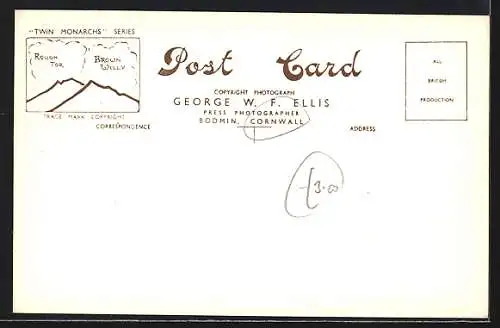 "TWIN MONARCHS" SERIES
ROUGH TOR
BROWN WILLY
TRADE MARK COPYRIGHT
CORRESPONDENCE
Post Card
COPYRIGHT PHOTOGRAPH
GEORGE W. F. ELLIS
PRESS PHOTOGRAPHER
BODMIN, CORNWALL
ADDRESS
ALL
BRITISH
PRODUCTION
3.00